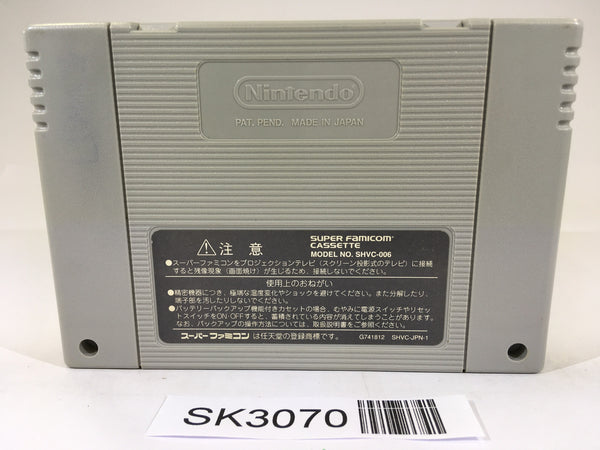 Nintendo
PAT. PEND. MADE IN JAPAN
⚠注意
SUPER FAMICOM
CASSETTE
MODEL NO. SHVC-006
●スーパーファミコンをプロジェクションテレビ(スクリーン投影式のテレビ)に接続
すると残像現象(画面焼け)が生じるため、接続しないでください。
使用上のおねがい
●精密機器につき、極端な温度変化やショックを避けてください。また分解したり、
端子部を汚したりしないでください。
●バッテリーバックアップ機能付きカセットの場合、むやみに電源スイッチやリセ
ットスイッチをON・OFFすると、蓄積されている内容が消えてしまうことがあります。
なお、バックアップの操作方法については、取扱説明書をご参照ください。
スーパーファミコンは任天堂の登録商標です。
G741812 SHVC-JPN-1
SK3070